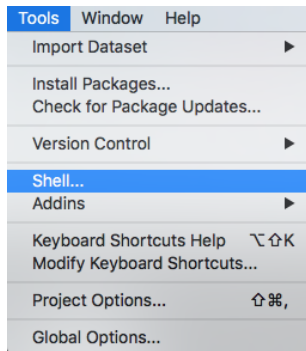 Tools Window Help
Import Dataset ▶
Install Packages...
Check for Package Updates...
Version Control ▶
Shell...
Addins ▶
Keyboard Shortcuts Help ⌥⇧K
Modify Keyboard Shortcuts...
Project Options... ⇧⌘,
Global Options...